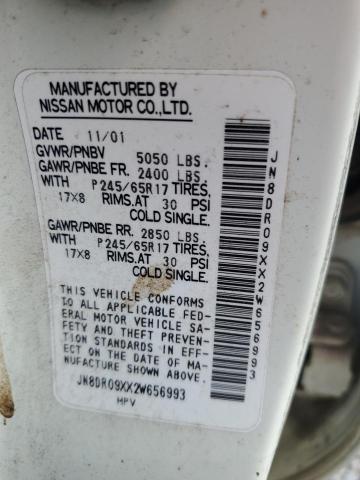 MANUFACTURED BY
NISSAN MOTOR CO.,LTD.
DATE 11/01
GVWR/PNBV 5050 LBS.
GAWR/PNBE FR. 2400 LBS.
WITH P245/65R17 TIRES,
17X8 RIMS.AT 30 PSI
COLD SINGLE.
GAWR/PNBE RR. 2850 LBS.
WITH P245/65R17 TIRES,
17X8 RIMS.AT 30 PSI
COLD SINGLE.
THIS VEHICLE CONFORMS
TO ALL APPLICABLE FED-
ERAL MOTOR VEHICLE SA-
FETY AND THEFT PREVEN-
TION STANDARDS IN EFF-
ECT ON THE DATE OF MA-
NUFACTURE SHOWN ABOVE.
JN8DR09XX2W656993
MPV
JN8DR09XX2W656993